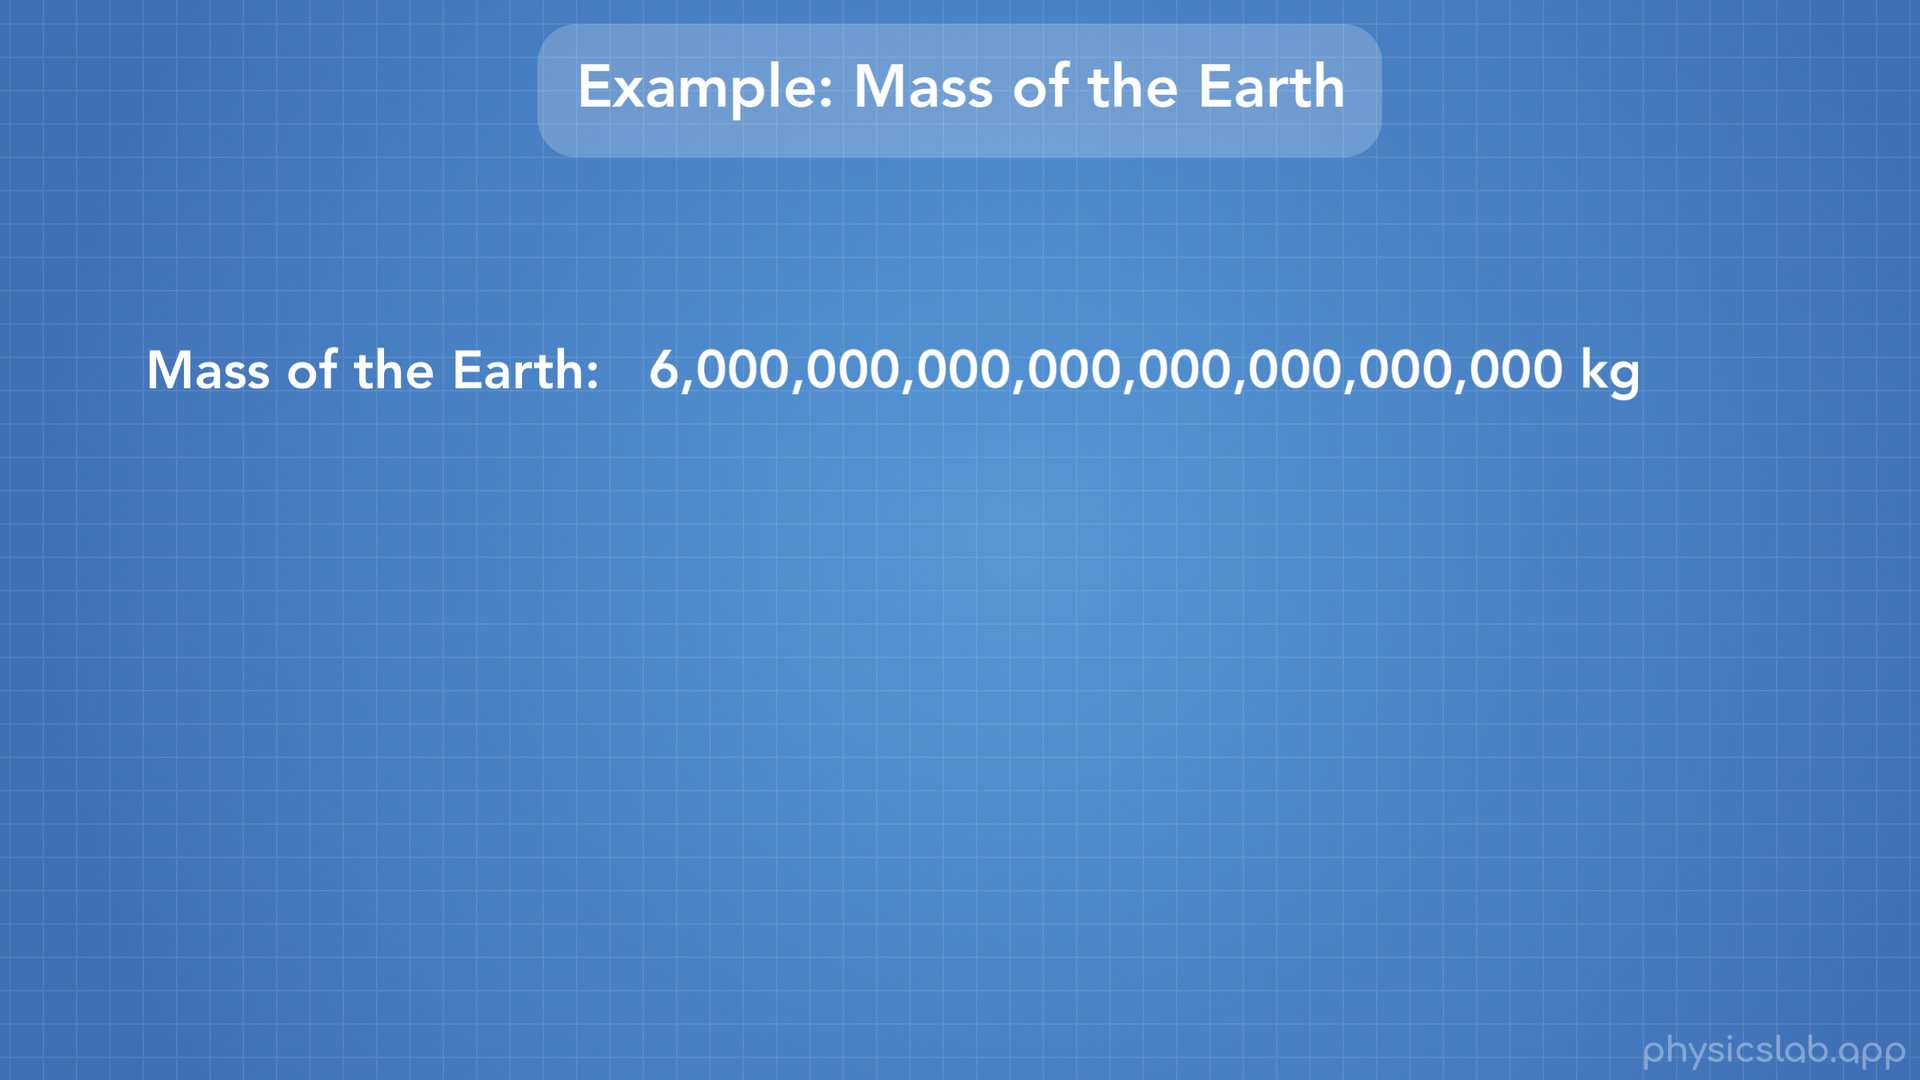 Example: Mass of the Earth
Mass of the Earth: 6,000,000,000,000,000,000,000,000 kg
physicslab.app